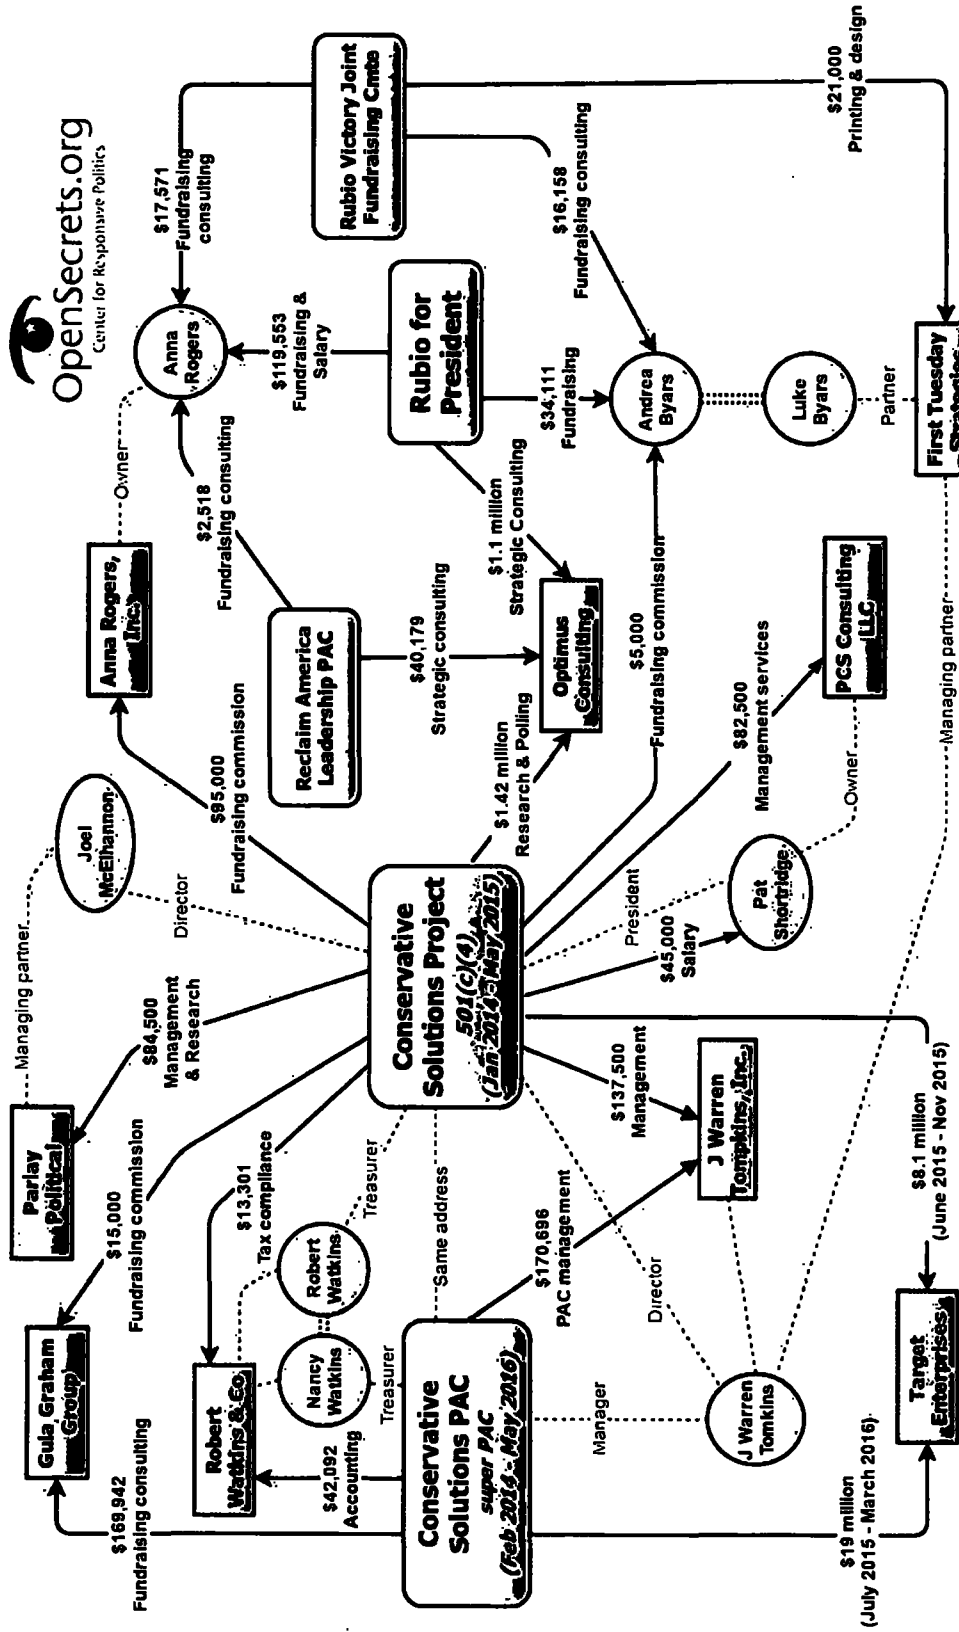 OpenSecrets.org
Center for Responsive Politics
Gula Graham
Group
$169,942
Fundraising consulting
$15,000
Fundraising commission
Parlay
Political
Managing partner
$84,500
Management
& Research
Joel
McElhannon
Director
Anna Rogers,
Inc.
Owner
$95,000
Fundraising commission
Anna
Rogers
$17,571
Fundraising
consulting
$2,518
Fundraising consulting
$119,553
Fundraising &
Salary
Rubio Victory Joint
Fundraising Cmte
Robert
Watkins & Co
$13,301
Tax compliance
Robert
Watkins
Nancy
Watkins
Treasurer
Treasurer
$42,092
Accounting
Reclaim America
Leadership PAC
$40,179
Strategic consulting
Rubio for
President
Conservative
Solutions PAC
super PAC
(Feb 2014 - May 2016)
Same address
Conservative
Solutions Project
501(c)(4)
(Jan 2014 - May 2015)
$1.42 million
Research & Polling
$1.1 million
Strategic Consulting
Optimus
Consulting
$34,111
Fundraising
$16,158
Fundraising consulting
Andrea
Byars
$170,696
PAC management
Manager
Director
$137,500
Management
President
$45,000
Salary
$5,000
Fundraising commission
$82,500
Management services
J Warren
Tompkins, Inc.
J Warren
Tomkins
Pat
Shortridge
Owner
PCS Consulting
LLC
Luke
Byars
Partner
$21,000
Printing & design
$19 million
(July 2015 - March 2016)
Target
Enterprises
$8.1 million
(June 2015 - Nov 2015)
Managing partner
First Tuesday
Strategies